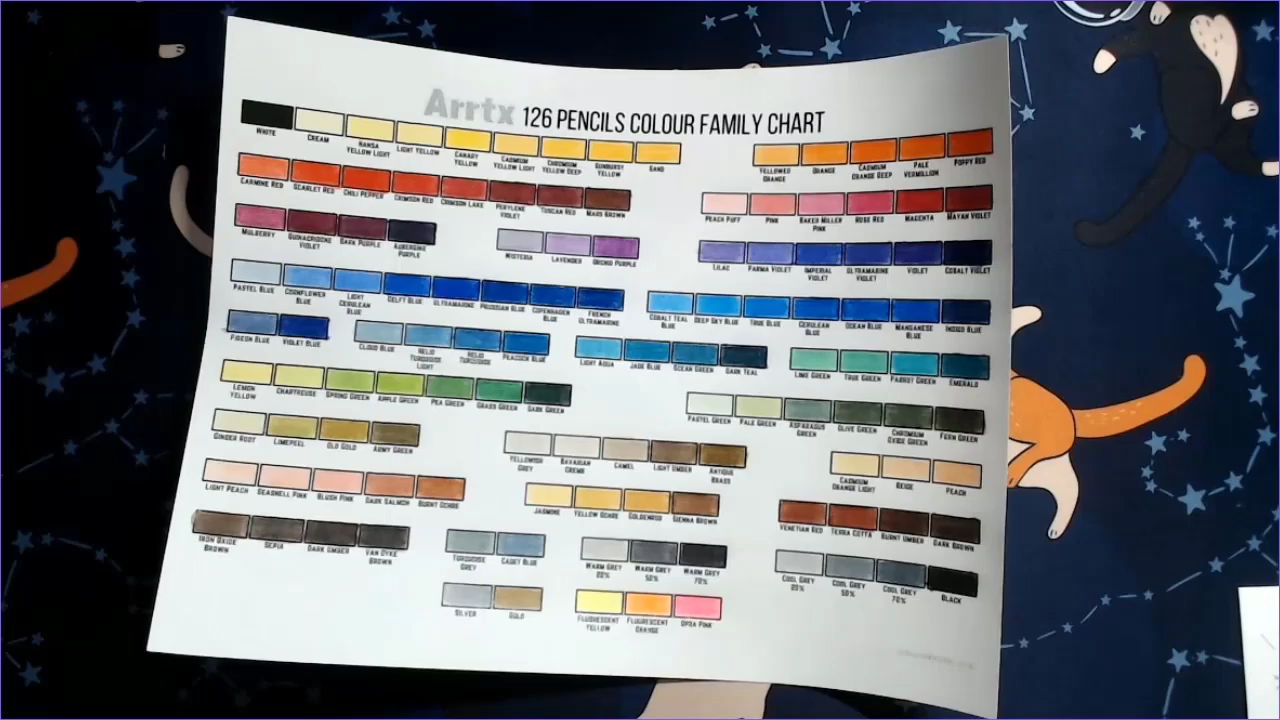 Arrtx 126 PENCILS COLOUR FAMILY CHART
WHITE CREAM HANSA YELLOW LIGHT LIGHT YELLOW CANARY YELLOW CADMIUM YELLOW LIGHT CHROMIUM YELLOW DEEP SUNBURST YELLOW SAND YELLOWED ORANGE ORANGE CADMIUM ORANGE DEEP PALE VERMILLION POPPY RED
CARMINE RED SCARLET RED CHILI PEPPER CRIMSON RED CRIMSON LAKE PERYLENE VIOLET TUSCAN RED MARS BROWN PEACH PUFF PINK BAKER MILLER PINK ROSE RED MAGENTA MAYAN VIOLET
MULBERRY QUINACRIDONE VIOLET DARK PURPLE AUBERGINE PURPLE WISTERIA LAVENDER ORCHID PURPLE LILAC PARMA VIOLET IMPERIAL VIOLET ULTRAMARINE VIOLET VIOLET COBALT VIOLET
PASTEL BLUE CORNFLOWER BLUE LIGHT CERULEAN BLUE DELFT BLUE ULTRAMARINE PRUSSIAN BLUE COPENHAGEN BLUE FRENCH ULTRAMARINE COBALT TEAL BLUE DEEP SKY BLUE TRUE BLUE CERULEAN BLUE OCEAN BLUE MANGANESE BLUE INDIGO BLUE
PIGEON BLUE VIOLET BLUE CLOUD BLUE HELIO TURQUOISE LIGHT HELIO TURQUOISE PEACOCK BLUE LIGHT AQUA JADE BLUE OCEAN GREEN DARK TEAL LIME GREEN TRUE GREEN PARROT GREEN EMERALD
LEMON YELLOW CHARTREUSE SPRING GREEN APPLE GREEN PEA GREEN GRASS GREEN DARK GREEN PASTEL GREEN PALE GREEN ASPARAGUS GREEN OLIVE GREEN CHROMIUM OXIDE GREEN FERN GREEN
GINGER ROOT LIMEPEEL OLD GOLD ARMY GREEN YELLOWISH GREY BAVARIAN CREME CAMEL LIGHT UMBER ANTIQUE BRASS CADMIUM ORANGE LIGHT BEIGE PEACH
LIGHT PEACH SEASHELL PINK BLUSH PINK DARK SALMON BURNT OCHRE JASMINE YELLOW OCHRE GOLDENROD SIENNA BROWN VENETIAN RED TERRA COTTA BURNT UMBER DARK BROWN
IRON OXIDE BROWN SEPIA DARK UMBER VAN DYKE BROWN TURQUOISE GREY CADET BLUE WARM GREY 20% WARM GREY 50% WARM GREY 70% COOL GREY 20% COOL GREY 50% COOL GREY 70% BLACK
SILVER GOLD FLUORESCENT YELLOW FLUORESCENT ORANGE OPRA PINK